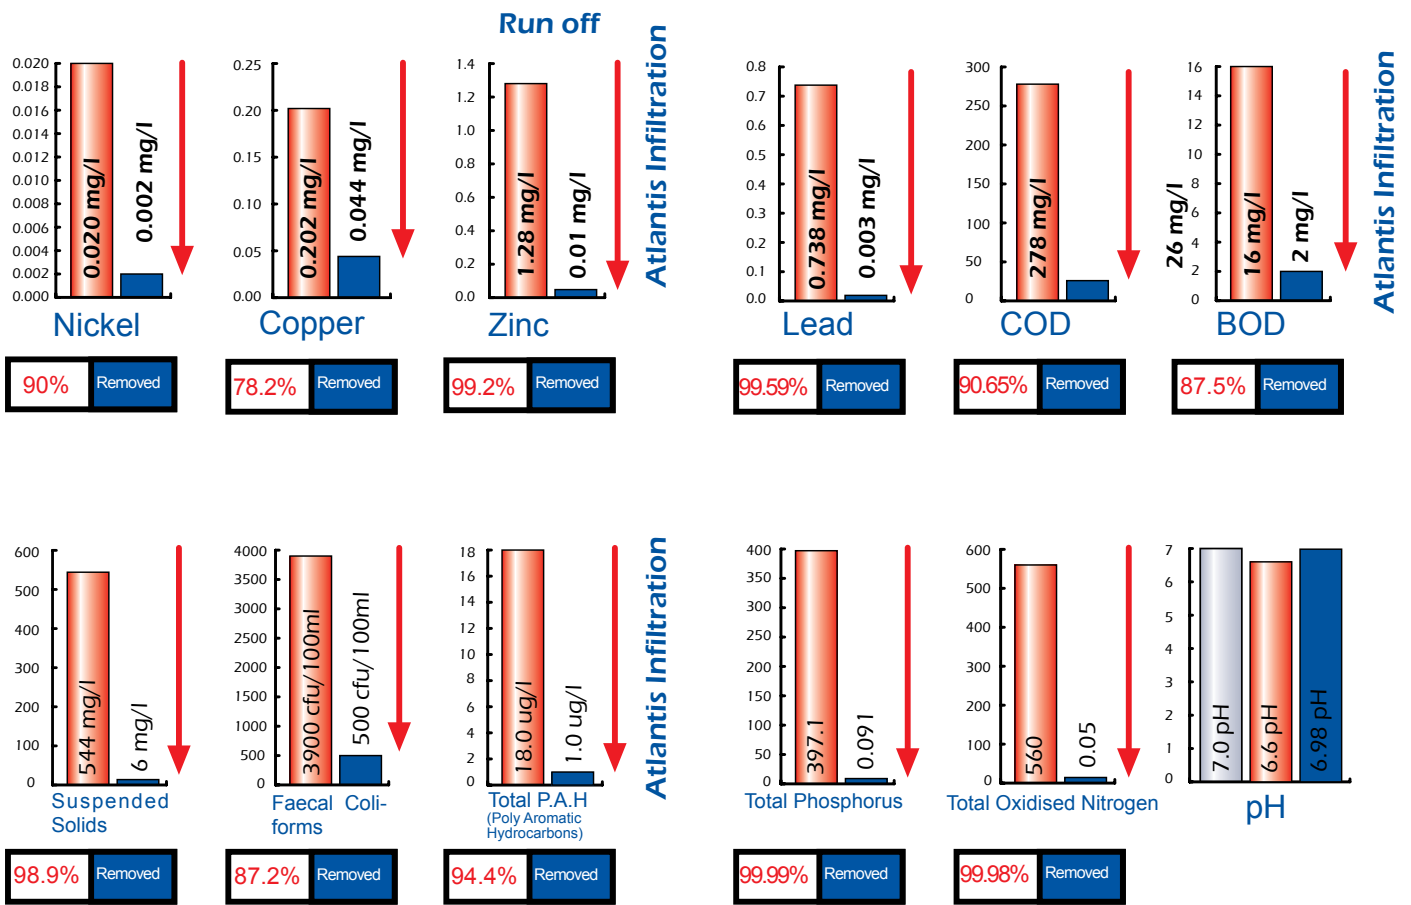 Run off
0.020
0.018
0.016
0.014
0.012
0.010
0.008
0.006
0.004
0.002
0.000
0.020 mg/l
0.002 mg/l
Nickel
90% Removed
0.25
0.20
0.15
0.10
0.05
0.00
0.202 mg/l
0.044 mg/l
Copper
78.2% Removed
1.4
1.2
1.0
0.8
0.6
0.4
0.2
0.0
1.28 mg/l
0.01 mg/l
Zinc
99.2% Removed
Atlantis Infiltration
0.8
0.7
0.6
0.5
0.4
0.3
0.2
0.1
0.0
0.738 mg/l
0.003 mg/l
Lead
99.59% Removed
300
250
200
150
100
50
0
278 mg/l
COD
90.65% Removed
26 mg/l
16
14
12
10
8
6
4
2
0
16 mg/l
2 mg/l
BOD
87.5% Removed
Atlantis Infiltration
600
500
400
300
200
100
0
544 mg/l
6 mg/l
Suspended
Solids
98.9% Removed
4000
3500
3000
2500
2000
1500
1000
500
0
3900 cfu/100ml
500 cfu/100ml
Faecal Coli-
forms
87.2% Removed
18
16
14
12
10
8
6
4
2
0
18.0 ug/l
1.0 ug/l
Total P.A.H
(Poly Aromatic
Hydrocarbons)
94.4% Removed
Atlantis Infiltration
400
350
300
250
200
150
100
50
0
397.1
0.091
Total Phosphorus
99.99% Removed
600
500
400
300
200
100
0
560
0.05
Total Oxidised Nitrogen
99.98% Removed
7
6
5
4
3
2
1
0
7.0 pH
6.6 pH
6.98 pH
pH